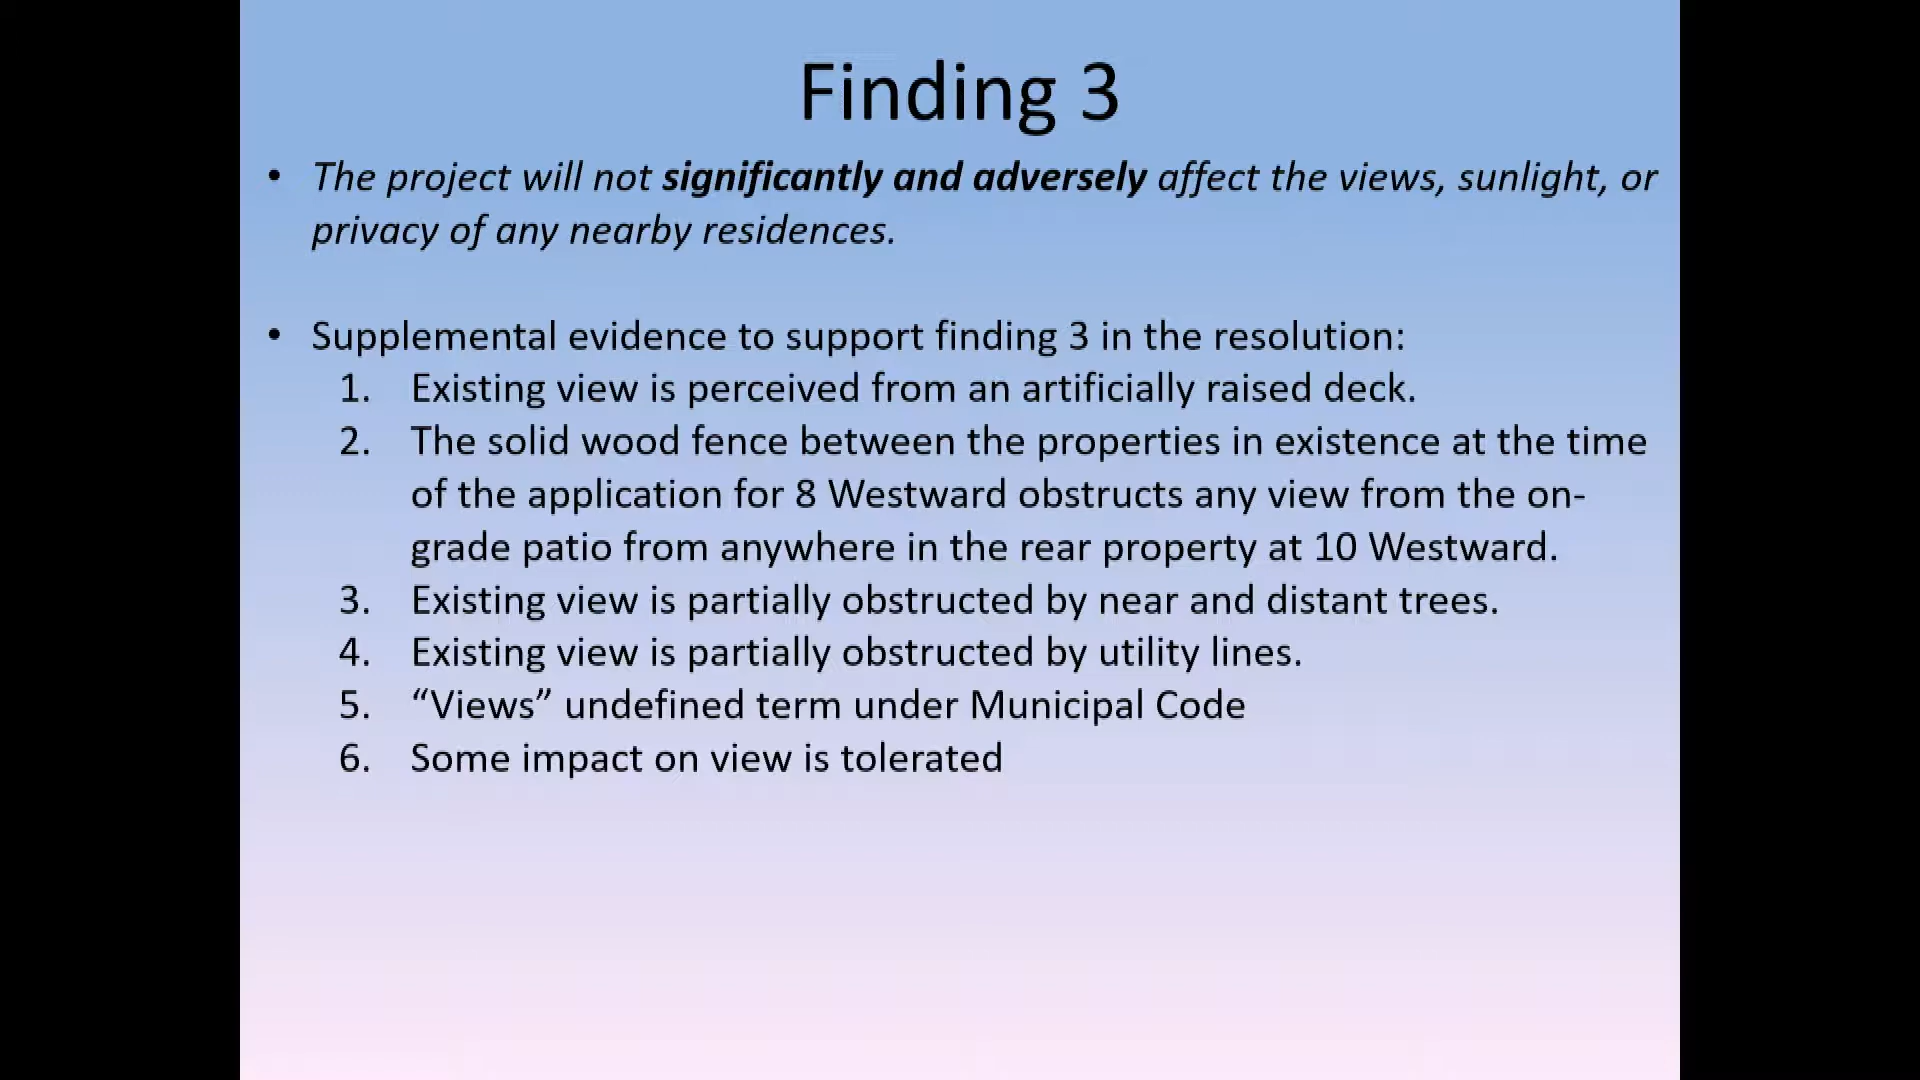 Finding 3
• The project will not significantly and adversely affect the views, sunlight, or
privacy of any nearby residences.
• Supplemental evidence to support finding 3 in the resolution:
1. Existing view is perceived from an artificially raised deck.
2. The solid wood fence between the properties in existence at the time
of the application for 8 Westward obstructs any view from the on-
grade patio from anywhere in the rear property at 10 Westward.
3. Existing view is partially obstructed by near and distant trees.
4. Existing view is partially obstructed by utility lines.
5. “Views” undefined term under Municipal Code
6. Some impact on view is tolerated